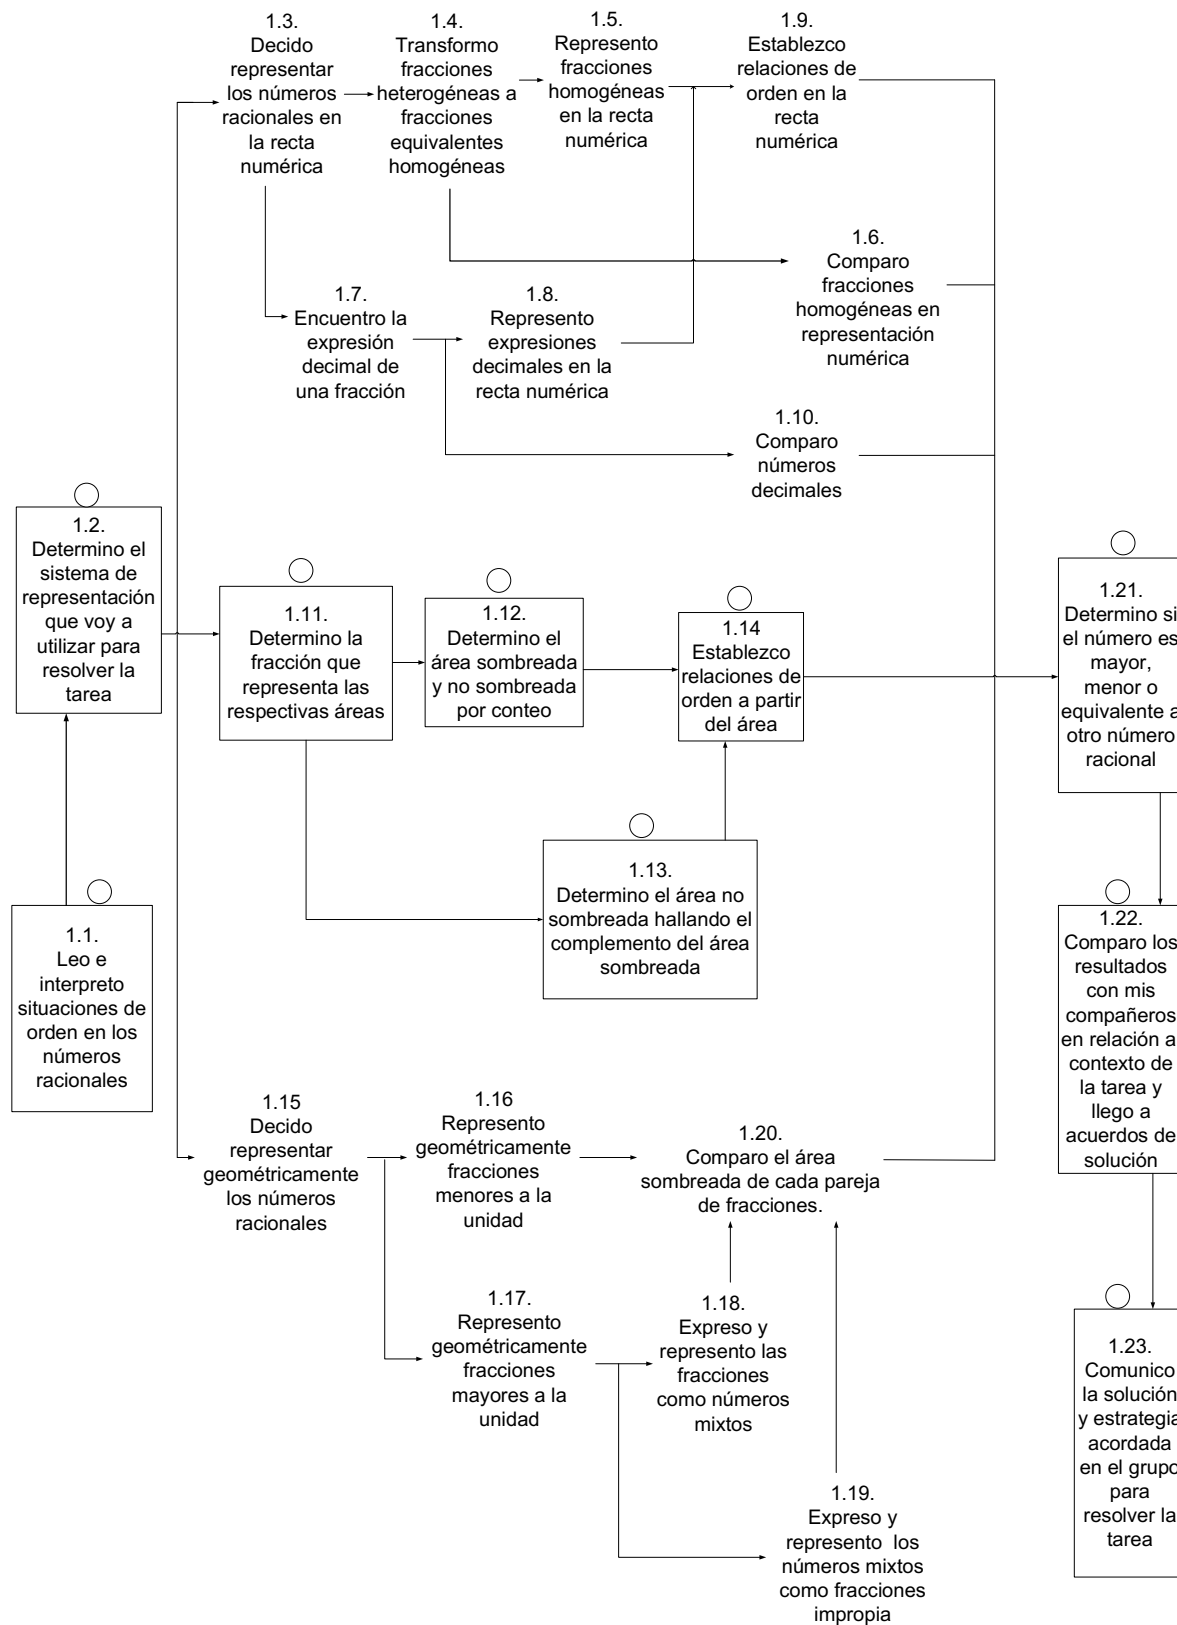 1.3.
Decido
representar
los números
racionales en
la recta
numérica
1.4.
Transformo
fracciones
heterogéneas a
fracciones
equivalentes
homogéneas
1.5.
Represento
fracciones
homogéneas
en la recta
numérica
1.9.
Establezco
relaciones de
orden en la
recta
numérica
1.6.
Comparo
fracciones
homogéneas en
representación
numérica
1.7.
Encuentro la
expresión
decimal de
una fracción
1.8.
Represento
expresiones
decimales en la
recta numérica
1.10.
Comparo
números
decimales
1.2.
Determino el
sistema de
representación
que voy a
utilizar para
resolver la
tarea
1.11.
Determino la
fracción que
representa las
respectivas áreas
1.12.
Determino el
área sombreada
y no sombreada
por conteo
1.14
Establezco
relaciones de
orden a partir
del área
1.21.
Determino si
el número es
mayor,
menor o
equivalente a
otro número
racional
1.13.
Determino el área no
sombreada hallando el
complemento del área
sombreada
1.1.
Leo e
interpreto
situaciones de
orden en los
números
racionales
1.22.
Comparo los
resultados
con mis
compañeros
en relación a
contexto de
la tarea y
llego a
acuerdos de
solución
1.15
Decido
representar
geométricamente
los números
racionales
1.16
Represento
geométricamente
fracciones
menores a la
unidad
1.20.
Comparo el área
sombreada de cada pareja
de fracciones.
1.17.
Represento
geométricamente
fracciones
mayores a la
unidad
1.18.
Expreso y
represento las
fracciones
como números
mixtos
1.19.
Expreso y
represento los
números mixtos
como fracciones
impropia
1.23.
Comunico
la solución
y estrategia
acordada
en el grupo
para
resolver la
tarea